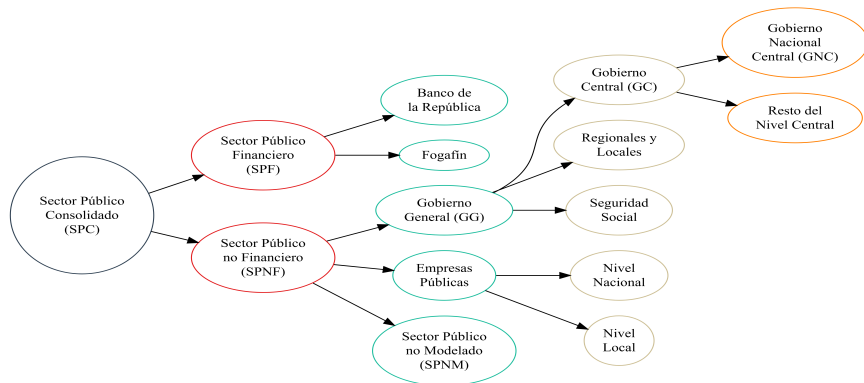 Sector Público
Consolidado
(SPC)
Sector Público
Financiero
(SPF)
Sector Público
no Financiero
(SPNF)
Banco de
la República
Fogafín
Gobierno
General (GG)
Empresas
Públicas
Sector Público
no Modelado
(SPNM)
Gobierno
Central (GC)
Regionales y
Locales
Seguridad
Social
Nivel
Nacional
Nivel
Local
Gobierno
Nacional
Central (GNC)
Resto del
Nivel Central